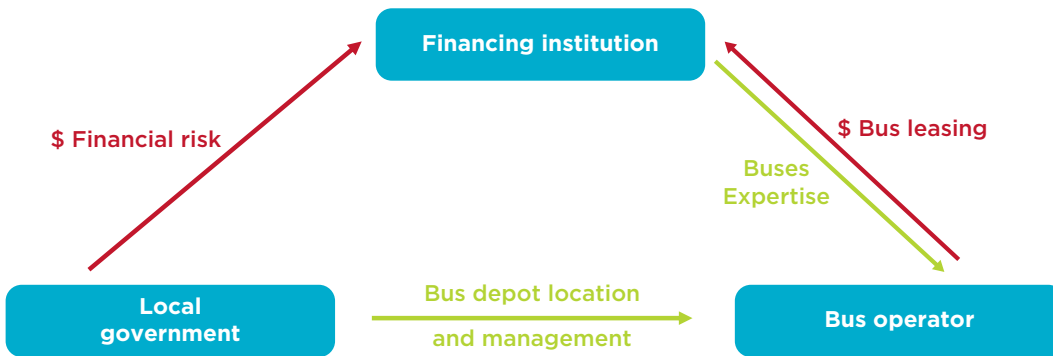 Financing institution
$ Financial risk
$ Bus leasing
Buses
Expertise
Local
government
Bus depot location
and management
Bus operator